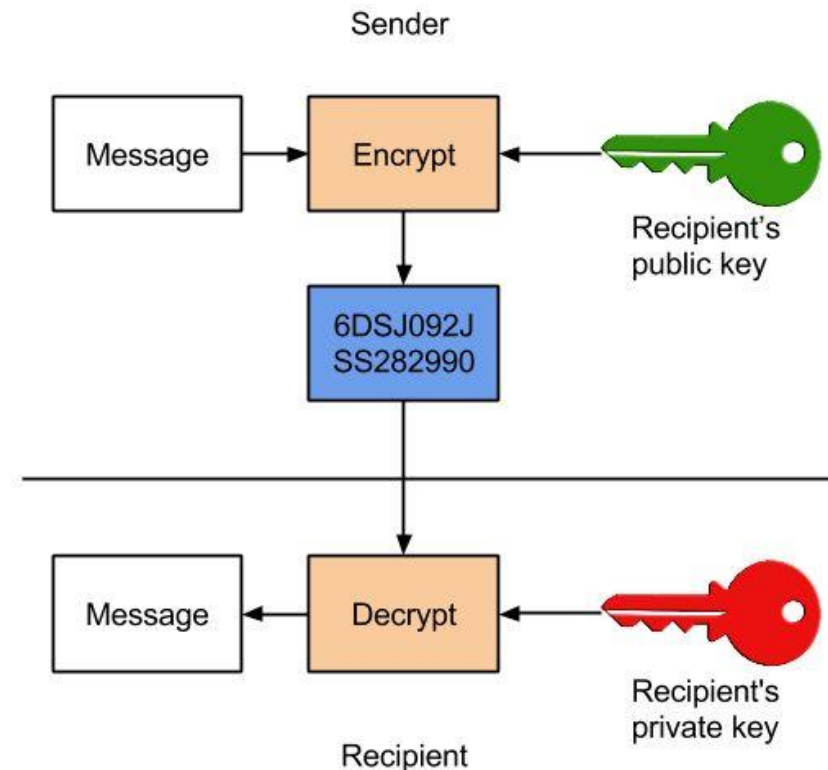 Sender
Message
Encrypt
Recipient’s
public key
6DSJ092J
SS282990
Message
Decrypt
Recipient's
private key
Recipient